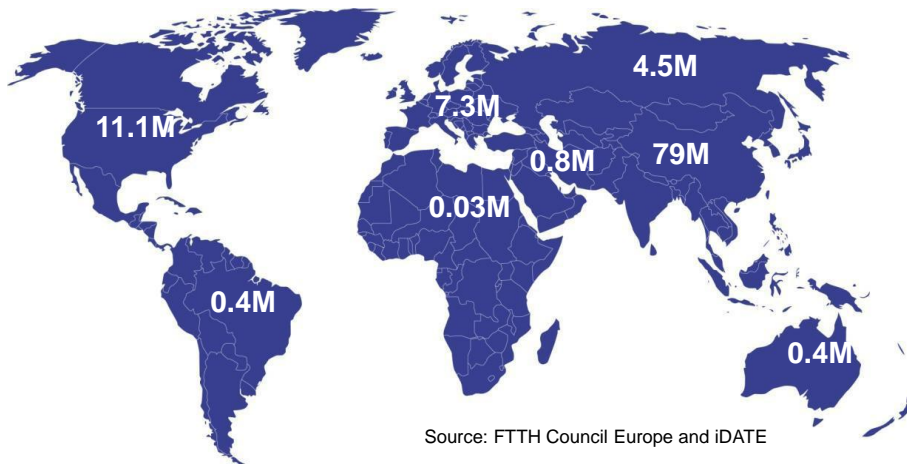 4.5M
7.3M
11.1M
0.8M
79M
0.03M
0.4M
0.4M
Source: FTTH Council Europe and iDATE